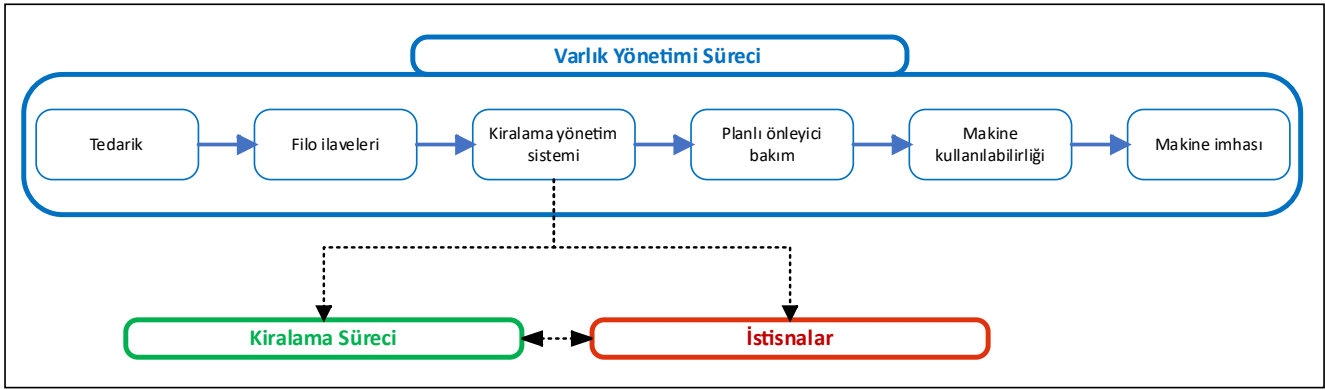 Varlık Yönetimi Süreci
Tedarik
Filo ilaveleri
Kiralama yönetim
sistemi
Planlı önleyici
bakım
Makine
kullanılabilirliği
Makine imhası
Kiralama Süreci
İstisnalar